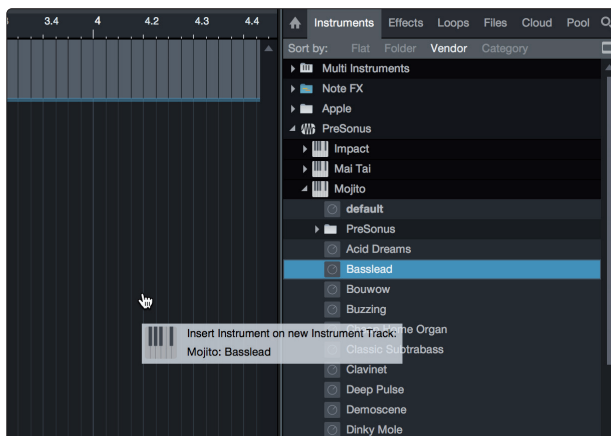 3.4 4 4.2 4.3 4.4
Instruments Effects Loops Files Cloud Pool
Sort by: Flat Folder Vendor Category
Multi Instruments
Note FX
Apple
PreSonus
Impact
Mai Tai
Mojito
default
PreSonus
Acid Dreams
Basslead
Bouwow
Buzzing
Insert Instrument on new Instrument Track:
Home Organ
Mojito: Basslead
Classic Subtrabass
Clavinet
Deep Pulse
Demoscene
Dinky Mole